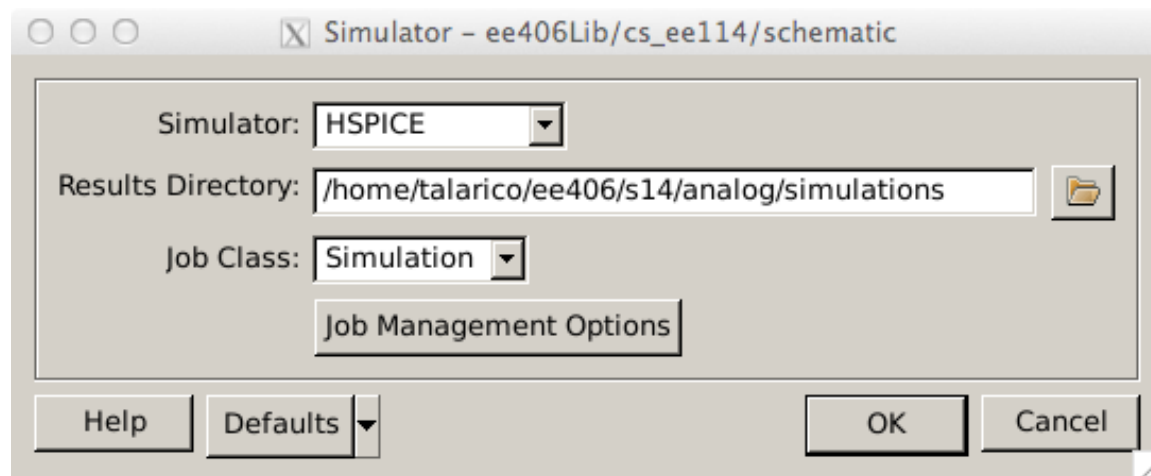 Simulator – ee406Lib/cs_ee114/schematic
Simulator: HSPICE
Results Directory: /home/talarico/ee406/s14/analog/simulations
Job Class: Simulation
Job Management Options
Help Defaults OK Cancel